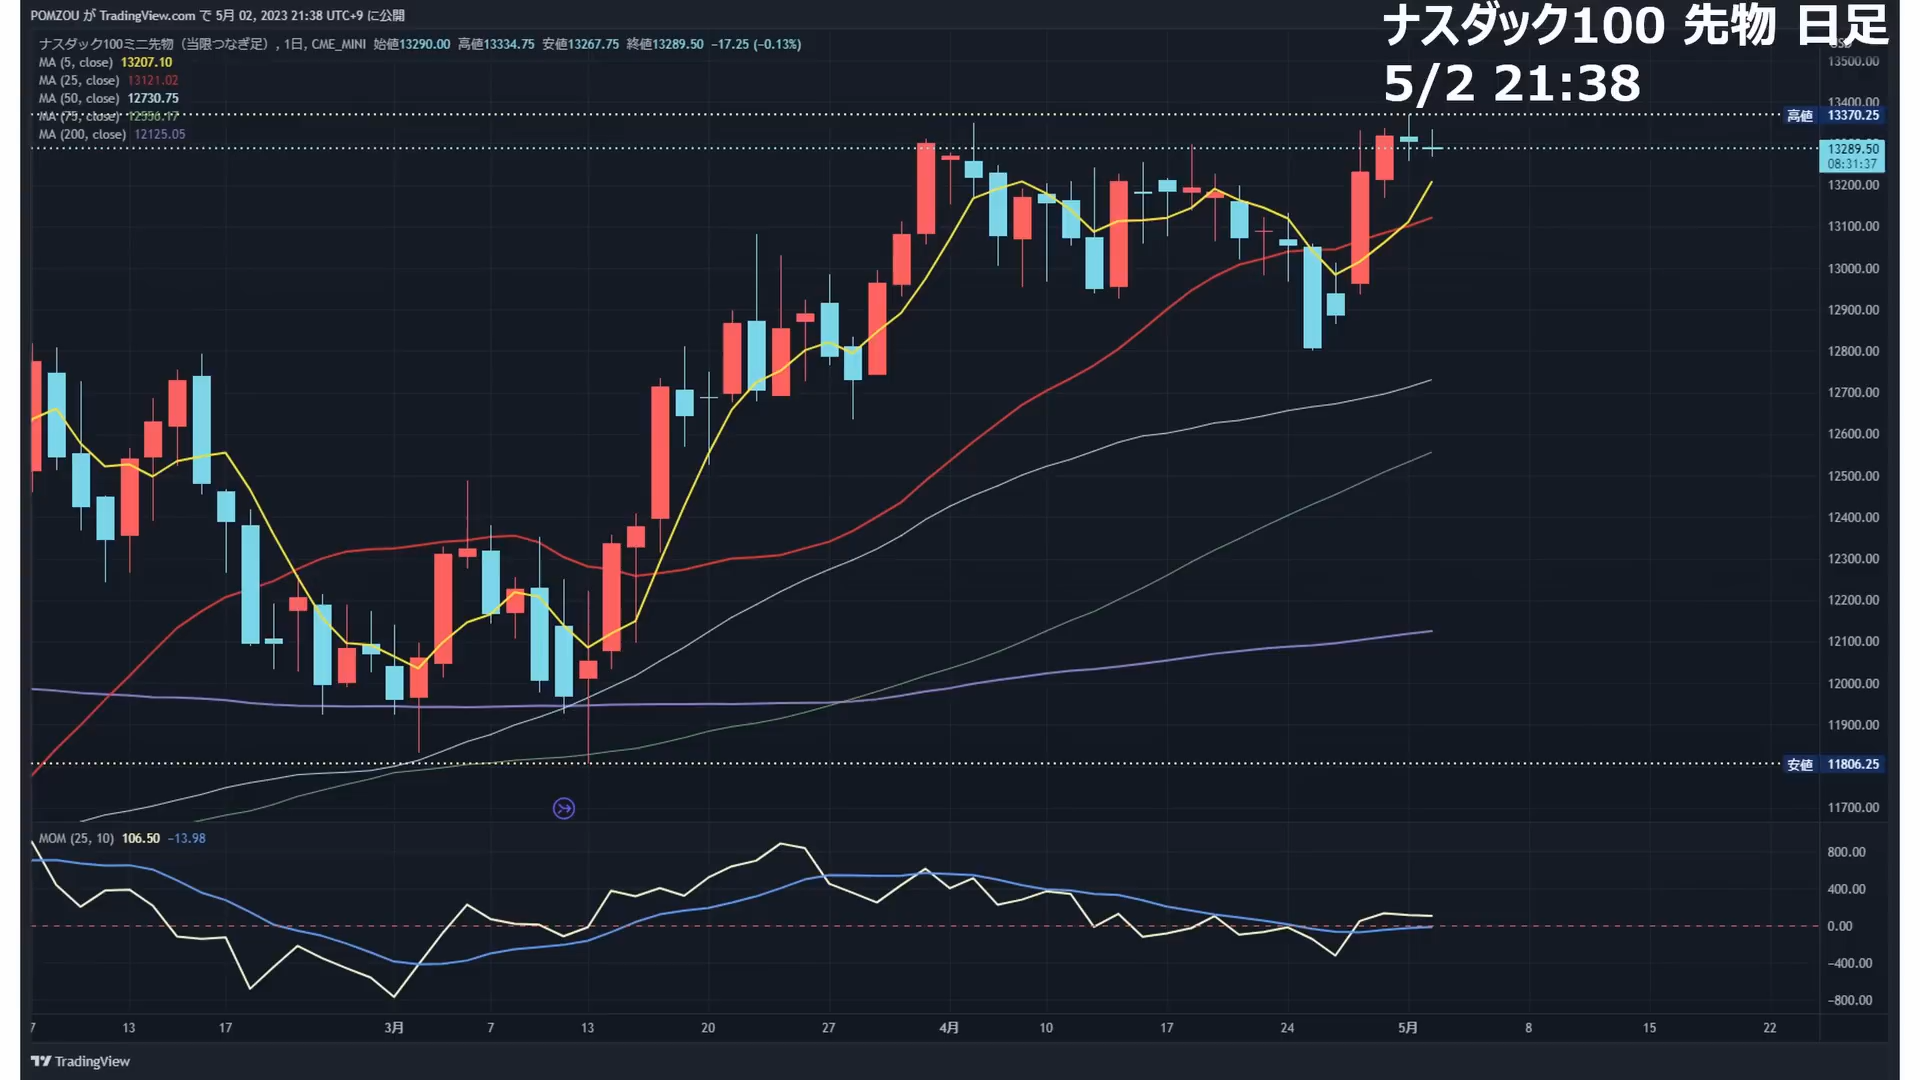 POMZOU が TradingView.com で 5月 02, 2023 21:38 UTC+9 に公開
ナスダック100 先物 日足
5/2 21:38
ナスダック100ミニ先物（当限つなぎ足）, 1日, CME_MINI 始値13290.00 高値13334.75 安値13267.75 終値13289.50 −17.25 (−0.13%)
MA (5, close) 13207.10
MA (25, close) 13121.02
MA (50, close) 12730.75
MA (75, close)
MA (200, close) 12125.05
13500.00
13400.00
高値 13370.25
13289.50
08:31:37
13200.00
13100.00
13000.00
12900.00
12800.00
12700.00
12600.00
12500.00
12400.00
12300.00
12200.00
12100.00
12000.00
11900.00
安値 11806.25
11700.00
MOM (25, 10) 106.50 −13.98
800.00
400.00
0.00
−400.00
−800.00
7 13 17 3月 7 13 20 27 4月 10 17 24 5月 8 15 22
TradingView